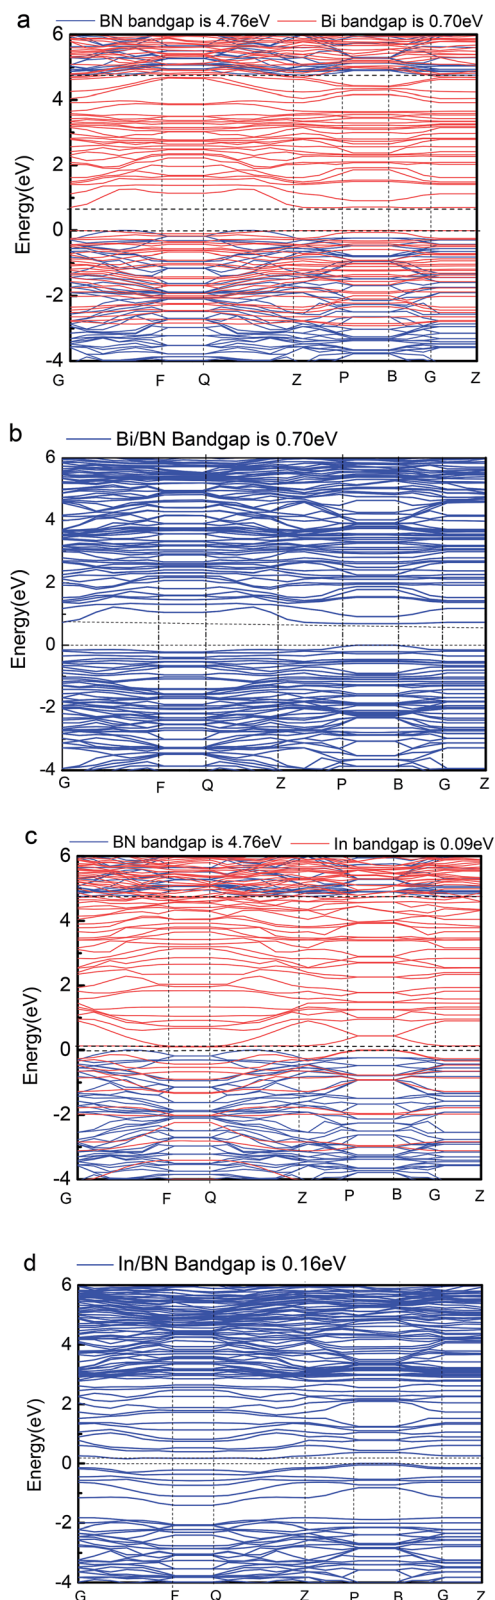 a
BN bandgap is 4.76eV Bi bandgap is 0.70eV
6
4
2
0
-2
-4
Energy(eV)
G F Q Z P B G Z
b
Bi/BN Bandgap is 0.70eV
6
4
2
0
-2
-4
Energy(eV)
G F Q Z P B G Z
c
BN bandgap is 4.76eV In bandgap is 0.09eV
6
4
2
0
-2
-4
Energy(eV)
G F Q Z P B G Z
d
In/BN Bandgap is 0.16eV
6
4
2
0
-2
-4
Energy(eV)
G F Q Z P B G Z